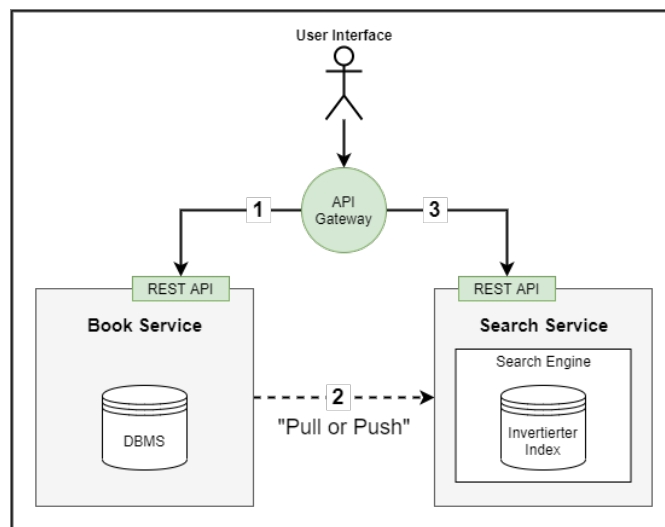 User Interface
API
Gateway
1
3
REST API
REST API
Book Service
Search Service
Search Engine
2
"Pull or Push"
DBMS
Invertierter
Index